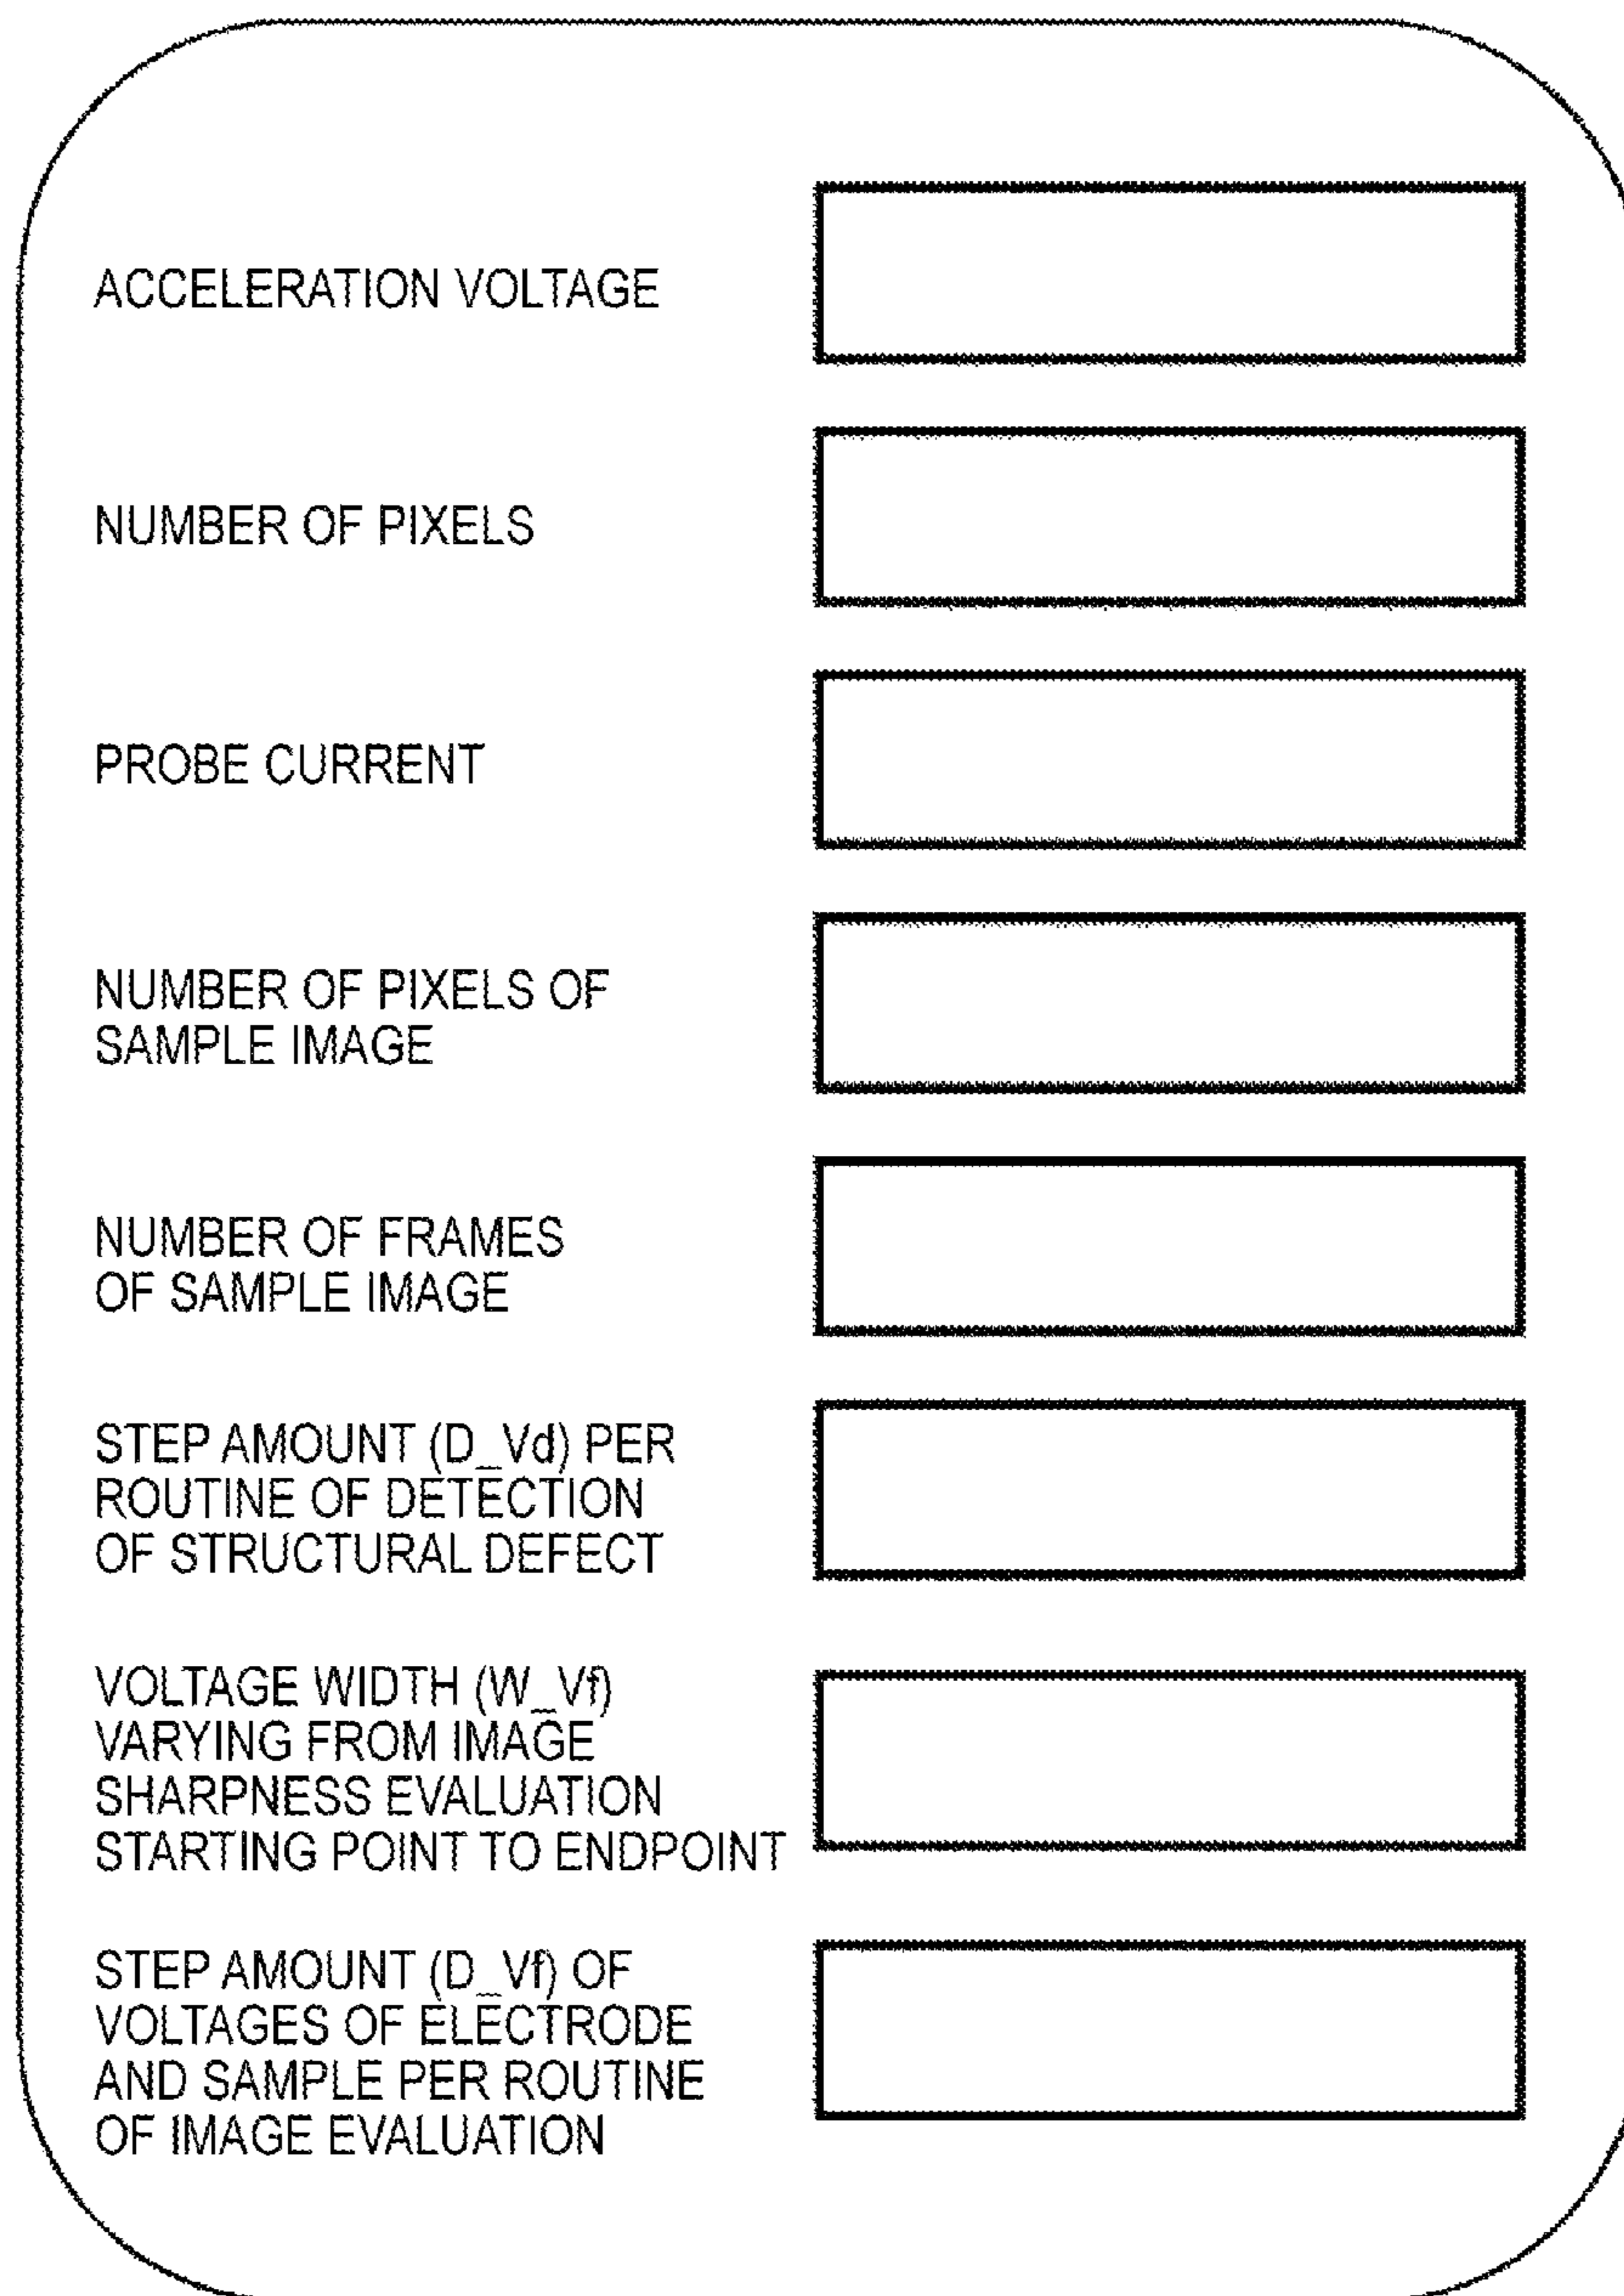 ACCELERATION VOLTAGE
NUMBER OF PIXELS
PROBE CURRENT
NUMBER OF PIXELS OF
SAMPLE IMAGE
NUMBER OF FRAMES
OF SAMPLE IMAGE
STEP AMOUNT (D_Vd) PER
ROUTINE OF DETECTION
OF STRUCTURAL DEFECT
VOLTAGE WIDTH (W_Vf)
VARYING FROM IMAGE
SHARPNESS EVALUATION
STARTING POINT TO ENDPOINT
STEP AMOUNT (D_Vf) OF
VOLTAGES OF ELECTRODE
AND SAMPLE PER ROUTINE
OF IMAGE EVALUATION